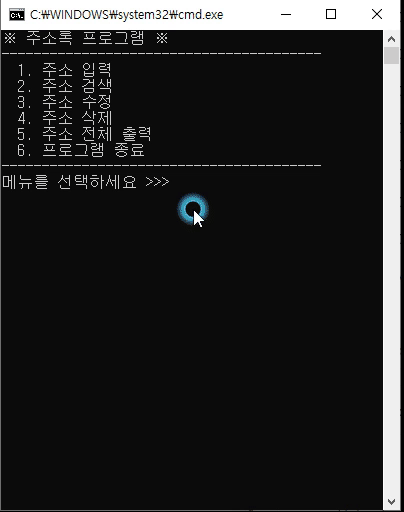 C:₩WINDOWS₩system32₩cmd.exe
※ 주소록 프로그램 ※
----------------------------------------
1. 주소 입력
2. 주소 검색
3. 주소 수정
4. 주소 삭제
5. 주소 전체 출력
6. 프로그램 종료
----------------------------------------
메뉴를 선택하세요 >>>